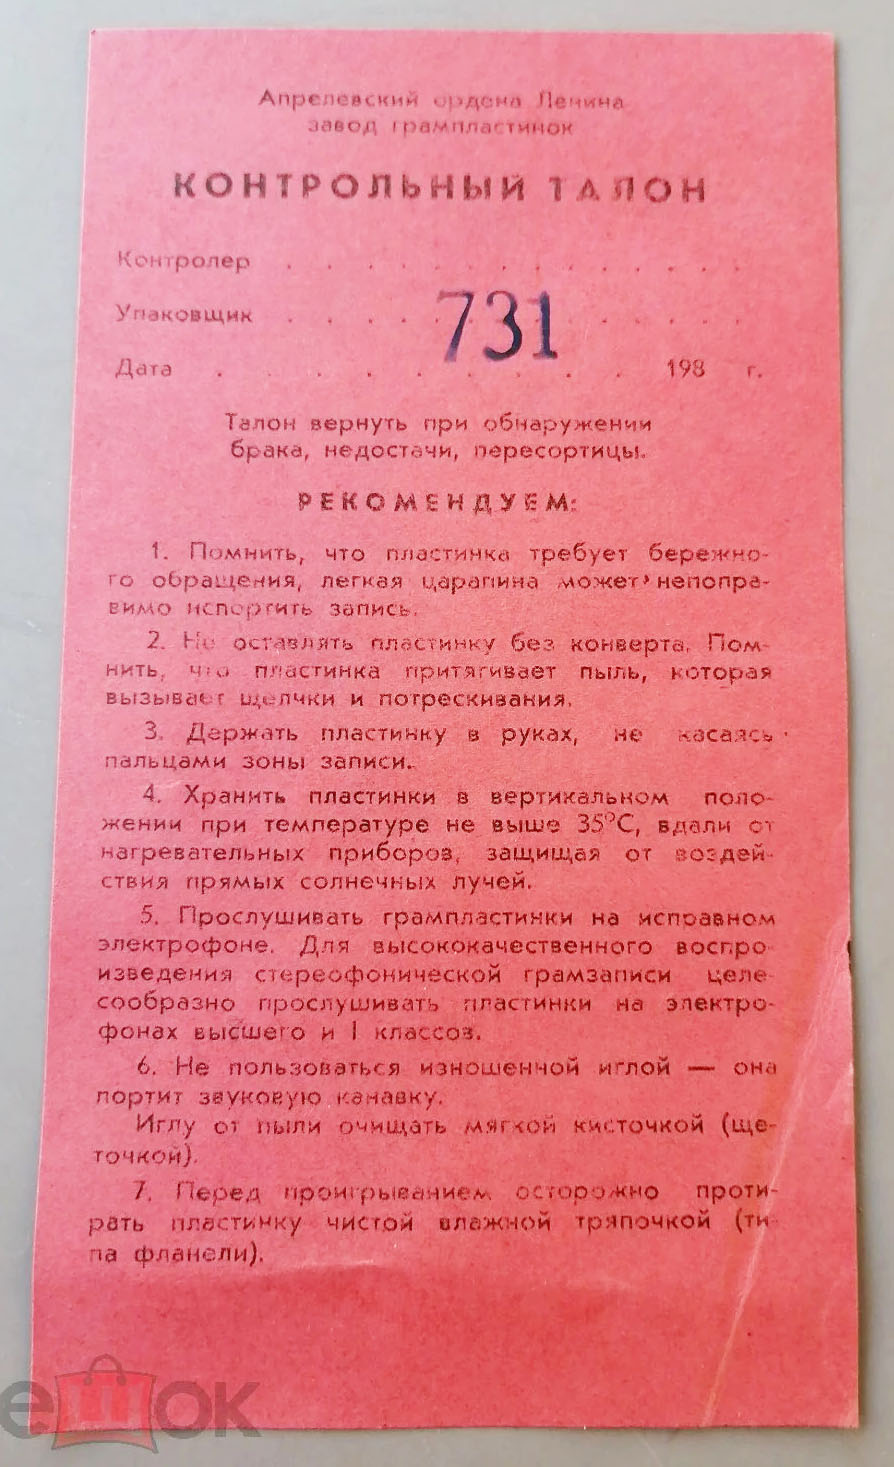 Апрелевский ордена Ленина
завод грампластинок
КОНТРОЛЬНЫЙ ТАЛОН
Контролер . . . . . . . . . . . . .
Упаковщик . . . . . . . . . . . . .
731
Дата . . . . . . . . . 198 г.
Талон вернуть при обнаружении
брака, недостачи, пересортицы.
РЕКОМЕНДУЕМ:
1. Помнить, что пластинка требует бережно-
го обращения, легкая царапина может непопра-
вимо испортить запись.
2. Не оставлять пластинку без конверта. Пом-
нить, что пластинка притягивает пыль, которая
вызывает щелчки и потрескивания.
3. Держать пластинку в руках, не касаясь
пальцами зоны записи.
4. Хранить пластинки в вертикальном поло-
жении при температуре не выше 35°С, вдали от
нагревательных приборов, защищая от воздей-
ствия прямых солнечных лучей.
5. Прослушивать грампластинки на исправном
электрофоне. Для высококачественного воспро-
изведения стереофонической грамзаписи целе-
сообразно прослушивать пластинки на электро-
фонах высшего и I классов.
6. Не пользоваться изношенной иглой — она
портит звуковую канавку.
Иглу от пыли очищать мягкой кисточкой (ще-
точкой).
7. Перед проигрыванием осторожно проти-
рать пластинку чистой влажной тряпочкой (ти-
па фланели).
ешок